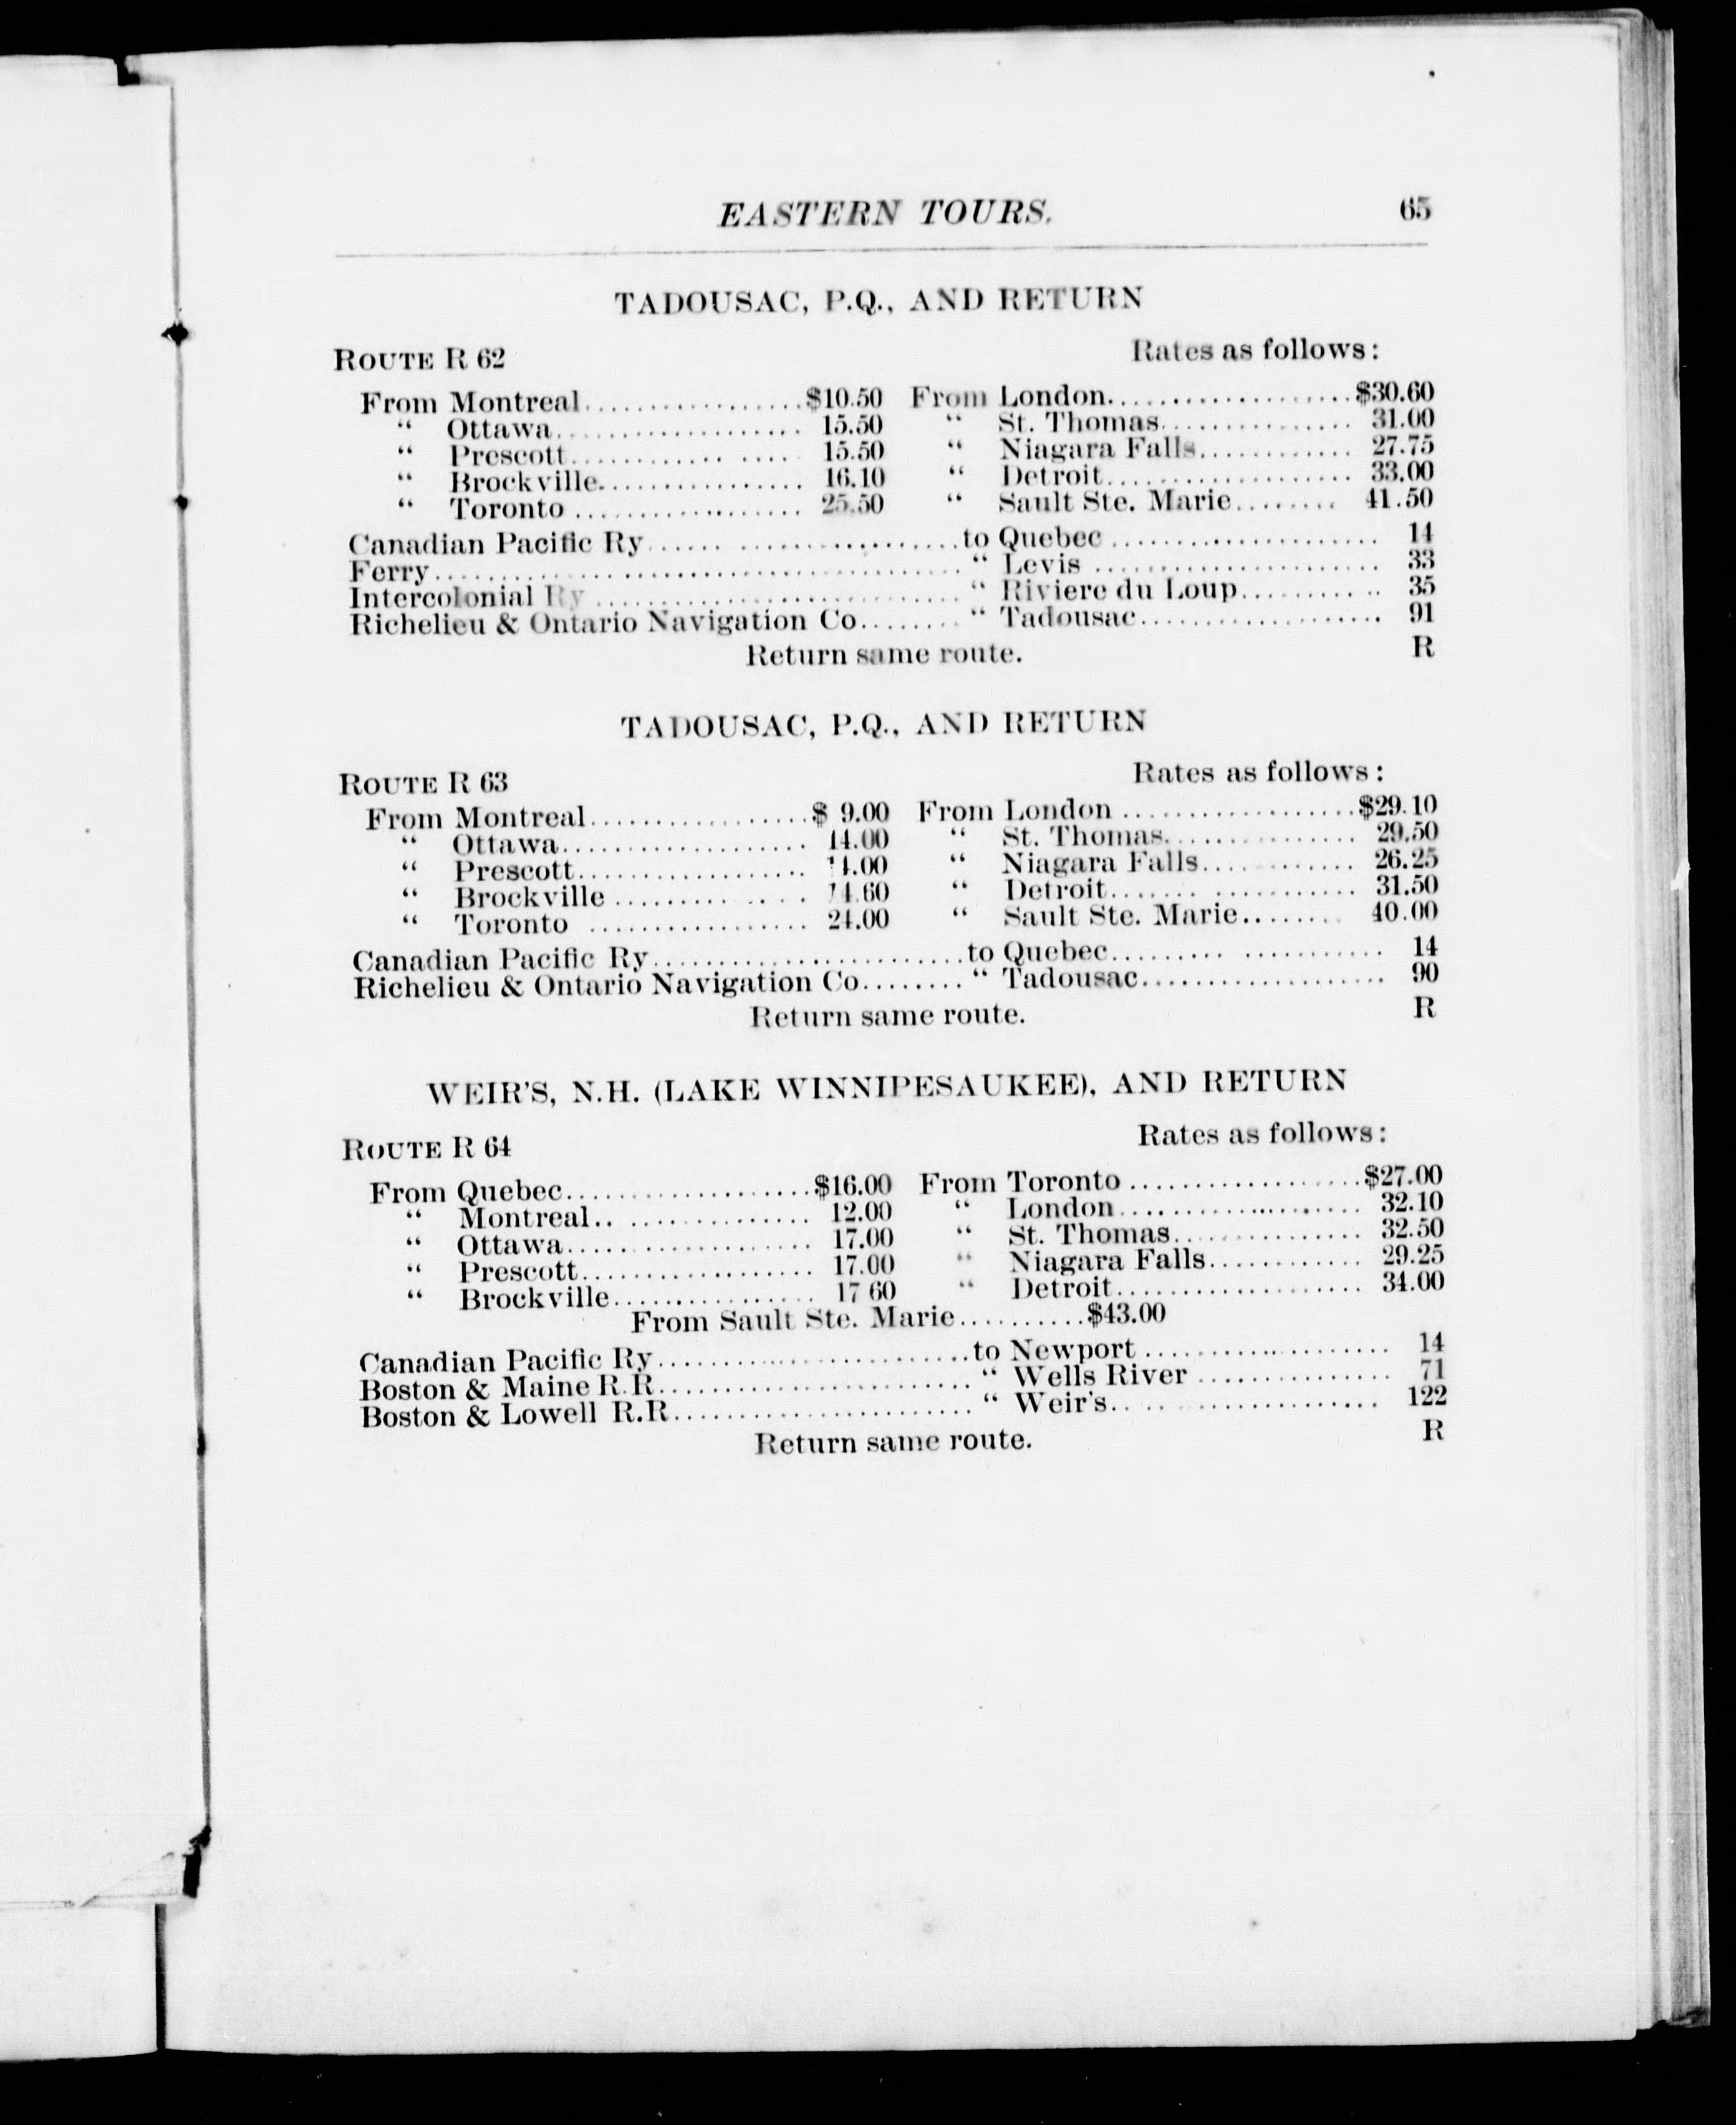 EASTERN TOURS. 65
TADOUSAC, P.Q., AND RETURN
ROUTE R 62 Rates as follows:
From Montreal.................$10.50 From London...................$30.60
“ Ottawa................... 15.50 “ St. Thomas............... 31.00
“ Prescott............ ..... 15.50 “ Niagara Falls............ 27.75
“ Brockville................ 16.10 “ Detroit................... 33.00
“ Toronto .................. 25.50 “ Sault Ste. Marie........ 41.50
Canadian Pacific Ry...... .................to Quebec ..................... 14
Ferry........................................“ Levis ...................... 33
Intercolonial Ry ............................“ Riviere du Loup........... 35
Richelieu & Ontario Navigation Co........“ Tadousac................... 91
Return same route. R
TADOUSAC, P.Q., AND RETURN
ROUTE R 63 Rates as follows:
From Montreal.................$ 9.00 From London ..................$29.10
“ Ottawa................... 14.00 “ St. Thomas............... 29.50
“ Prescott.................. 14.00 “ Niagara Falls............ 26.25
“ Brockville ............... 14.60 “ Detroit....... ........... 31.50
“ Toronto ................. 24.00 “ Sault Ste. Marie........ 40.00
Canadian Pacific Ry........................to Quebec......... ........... 14
Richelieu & Ontario Navigation Co........“ Tadousac................... 90
Return same route. R
WEIR'S, N.H. (LAKE WINNIPESAUKEE), AND RETURN
ROUTE R 64 Rates as follows:
From Quebec...................$16.00 From Toronto ..................$27.00
“ Montreal.. .............. 12.00 “ London................... 32.10
“ Ottawa................... 17.00 “ St. Thomas............... 32.50
“ Prescott.................. 17.00 “ Niagara Falls............ 29.25
“ Brockville................ 17 60 “ Detroit................... 34.00
From Sault Ste. Marie..........$43.00
Canadian Pacific Ry........................to Newport ................... 14
Boston & Maine R.R........................“ Wells River ............... 71
Boston & Lowell R.R.......................“ Weir's.. ................... 122
Return same route. R